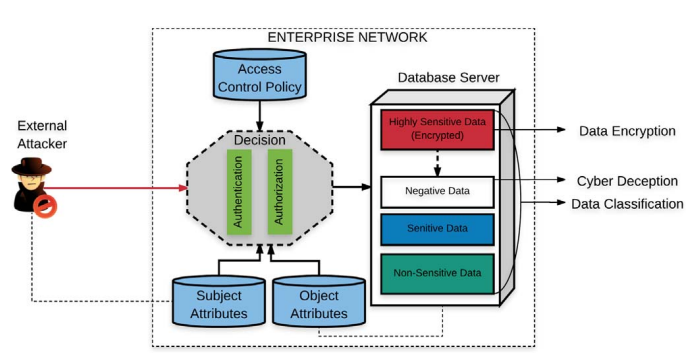 ENTERPRISE NETWORK
Access
Control Policy
Database Server
External
Attacker
Decision
Authentication
Authorization
Highly Sensitive Data
(Encrypted)
Negative Data
Senitive Data
Non-Sensitive Data
Data Encryption
Cyber Deception
Data Classification
Subject
Attributes
Object
Attributes